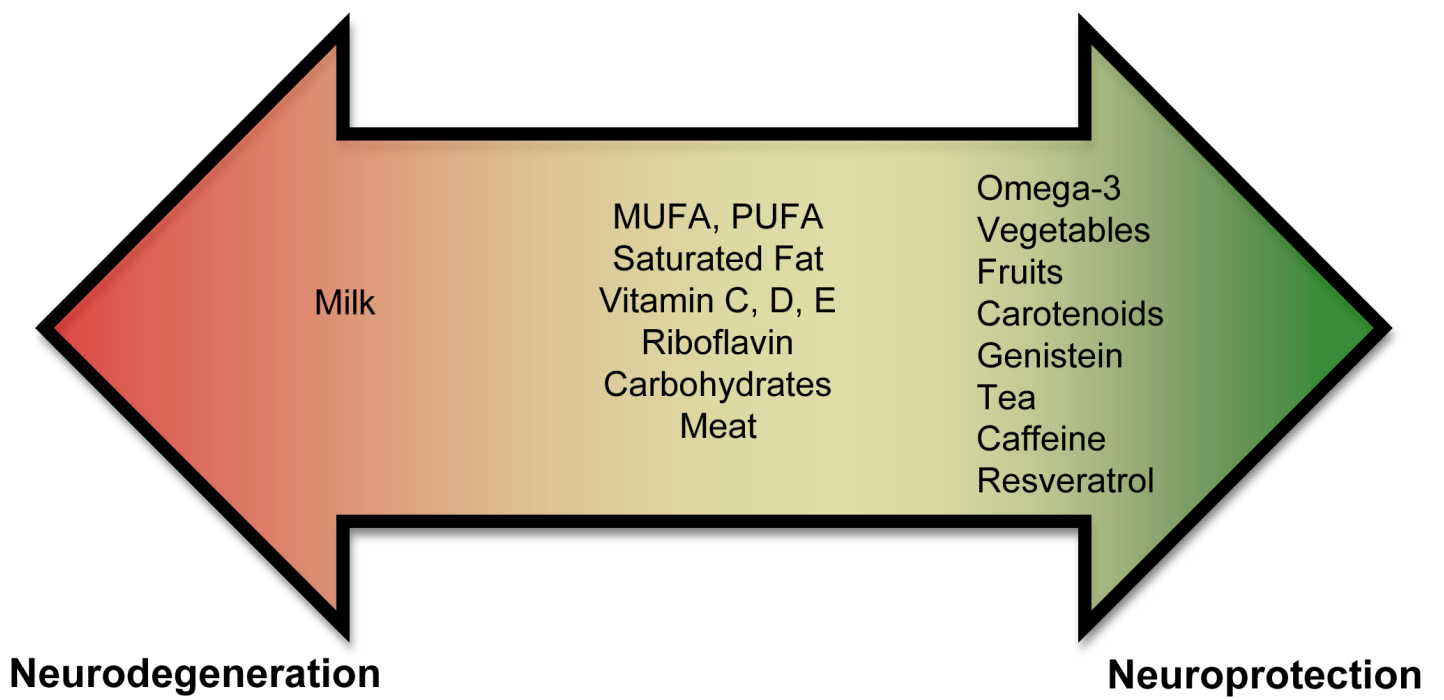 Milk
MUFA, PUFA
Saturated Fat
Vitamin C, D, E
Riboflavin
Carbohydrates
Meat
Omega-3
Vegetables
Fruits
Carotenoids
Genistein
Tea
Caffeine
Resveratrol
Neurodegeneration
Neuroprotection